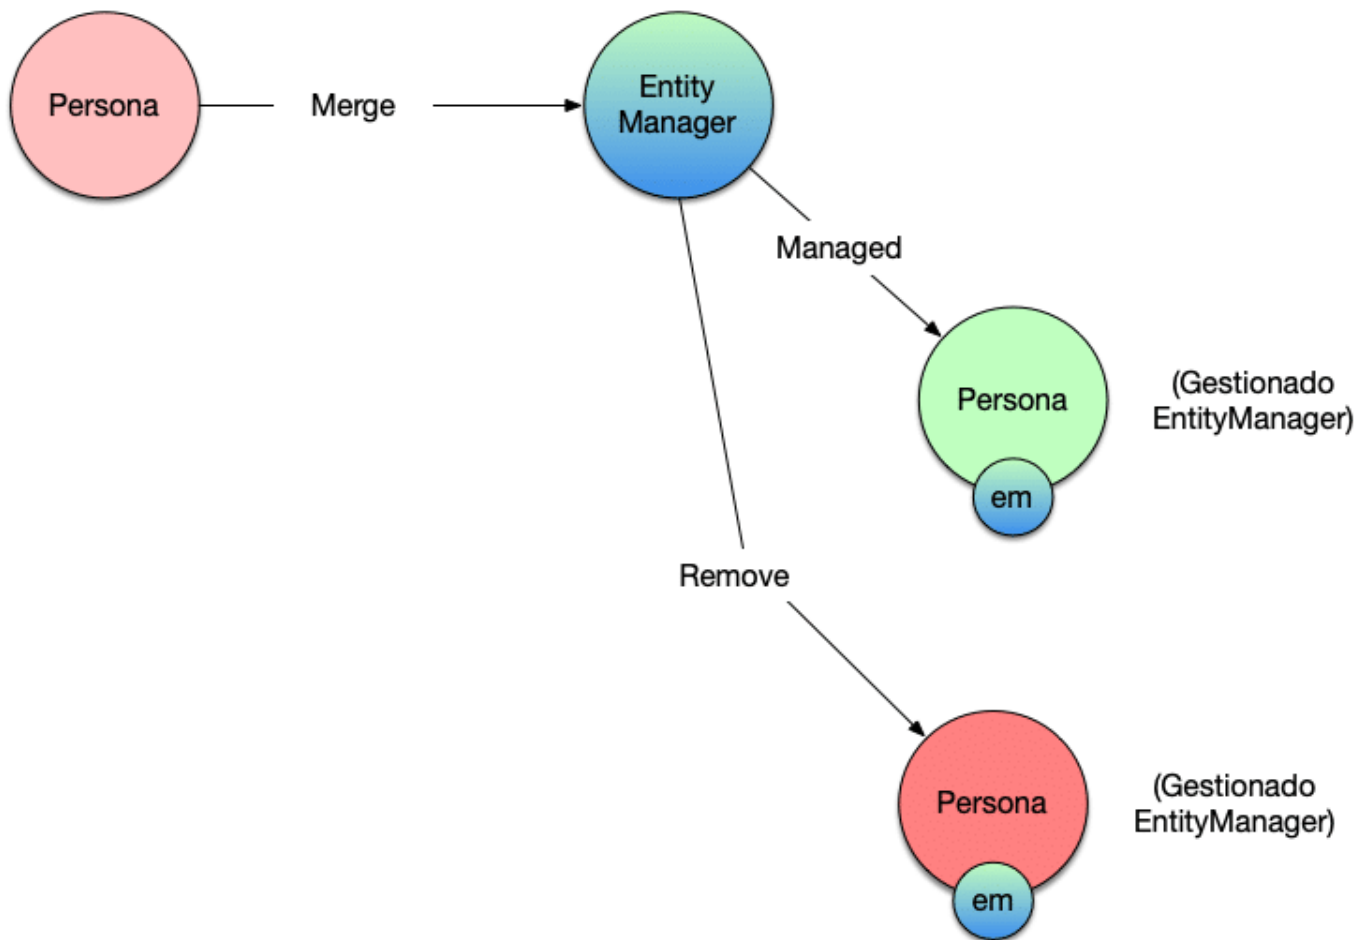 Persona
Merge
Entity
Manager
Managed
Persona
(Gestionado
EntityManager)
em
Remove
Persona
(Gestionado
EntityManager)
em